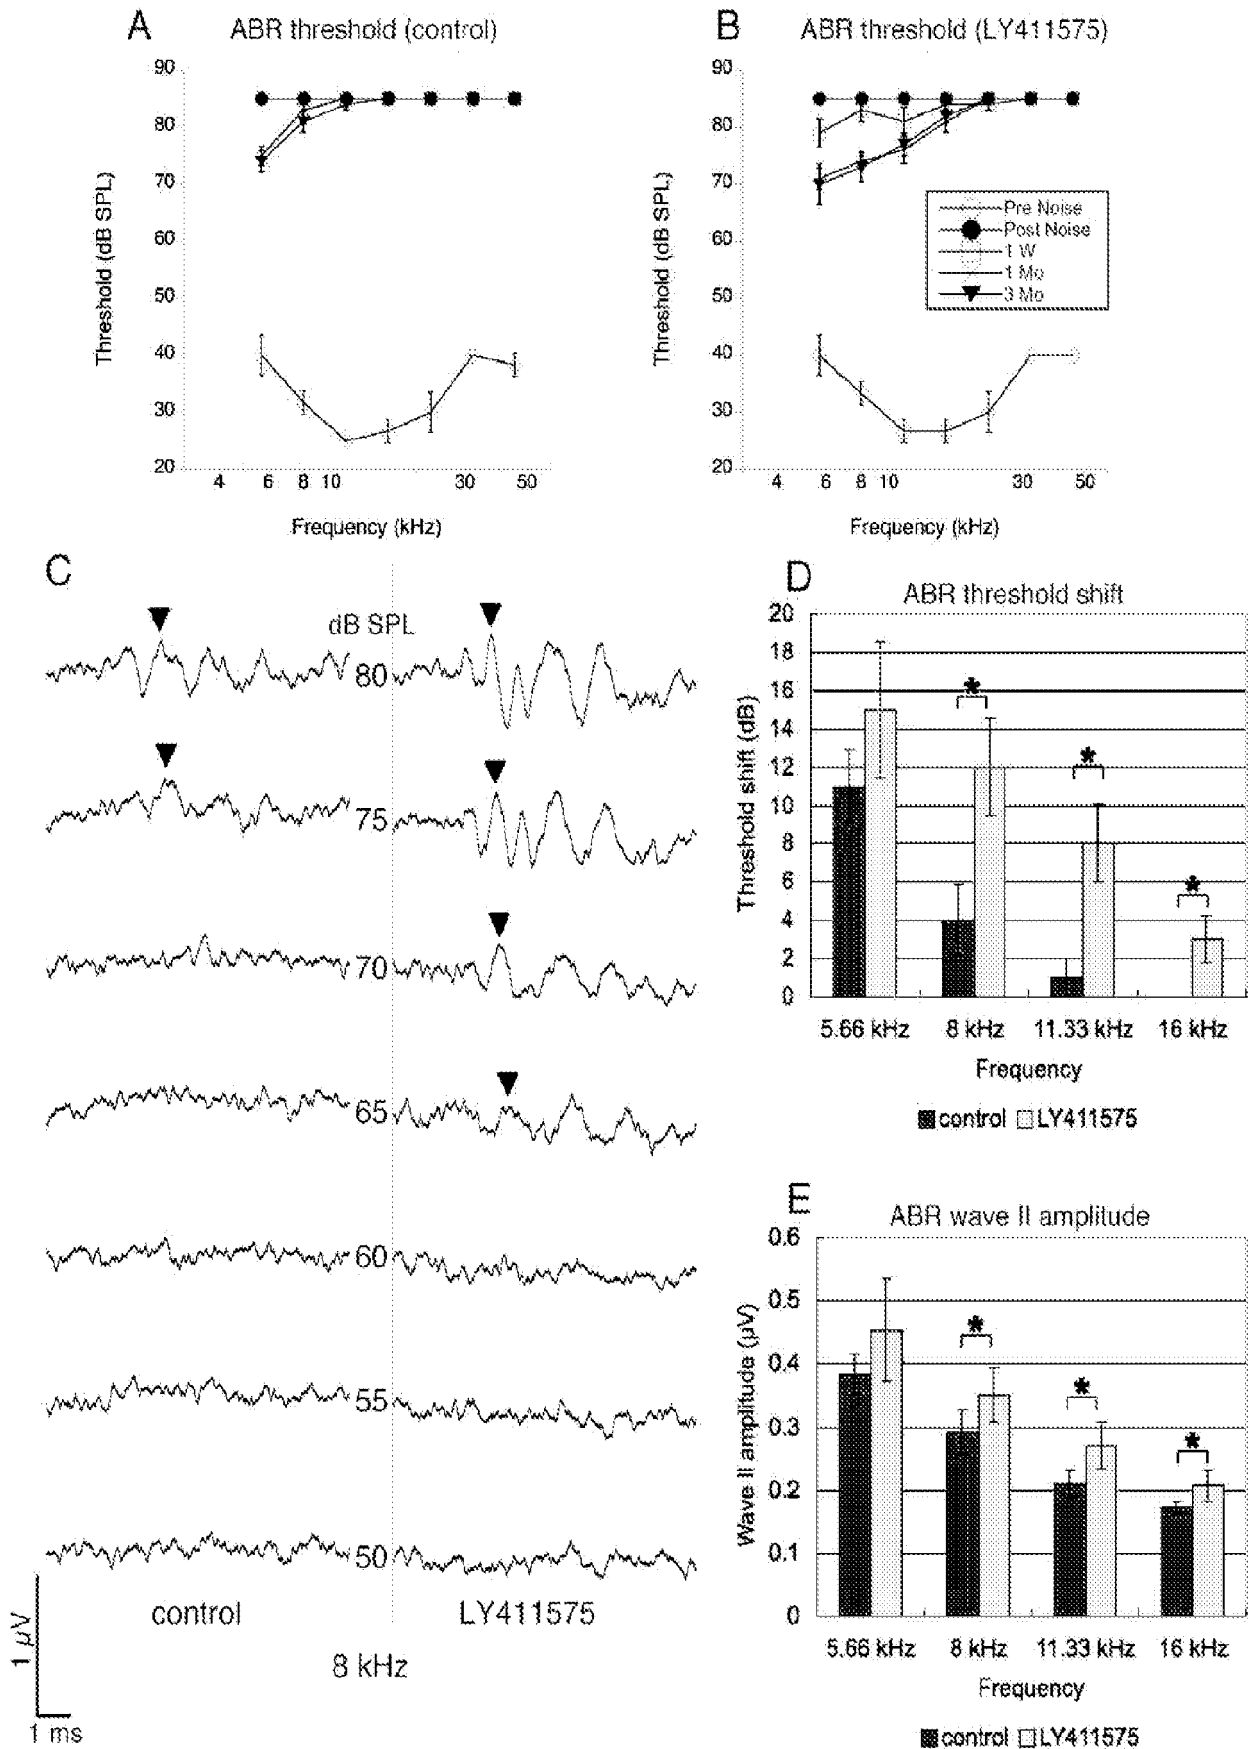 A ABR threshold (control)
90
80
70
60
50
40
30
20
Threshold (dB SPL)
4 6 8 10 30 50
Frequency (kHz)
B ABR threshold (LY411575)
90
80
70
60
50
40
30
20
Threshold (dB SPL)
Pre Noise
Post Noise
1 W
1 Mo
3 Mo
4 6 8 10 30 50
Frequency (kHz)
C
dB SPL
80
75
70
65
60
55
50
control LY411575
8 kHz
1 µV
1 ms
D ABR threshold shift
20
18
16
14
12
10
8
6
4
2
0
Threshold shift (dB)
*
*
*
5.66 kHz 8 kHz 11.33 kHz 16 kHz
Frequency
control LY411575
E ABR wave II amplitude
0.6
0.5
0.4
0.3
0.2
0.1
0
Wave II amplitude (µV)
*
*
*
5.66 kHz 8 kHz 11.33 kHz 16 kHz
Frequency
control LY411575